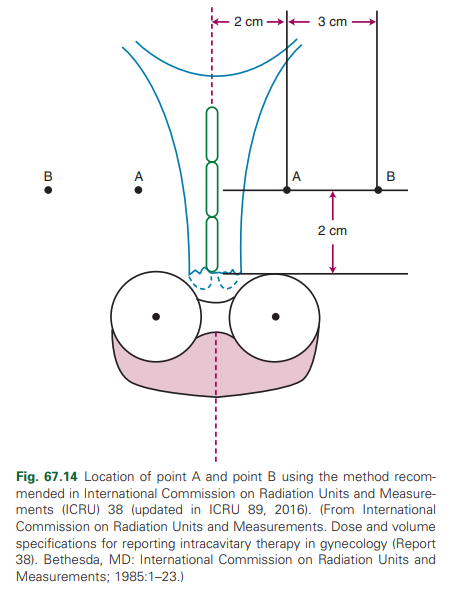 2 cm 3 cm
B A A B
2 cm
Fig. 67.14 Location of point A and point B using the method recom-
mended in International Commission on Radiation Units and Measure-
ments (ICRU) 38 (updated in ICRU 89, 2016). (From International
Commission on Radiation Units and Measurements. Dose and volume
specifications for reporting intracavitary therapy in gynecology (Report
38). Bethesda, MD: International Commission on Radiation Units and
Measurements; 1985:1–23.)